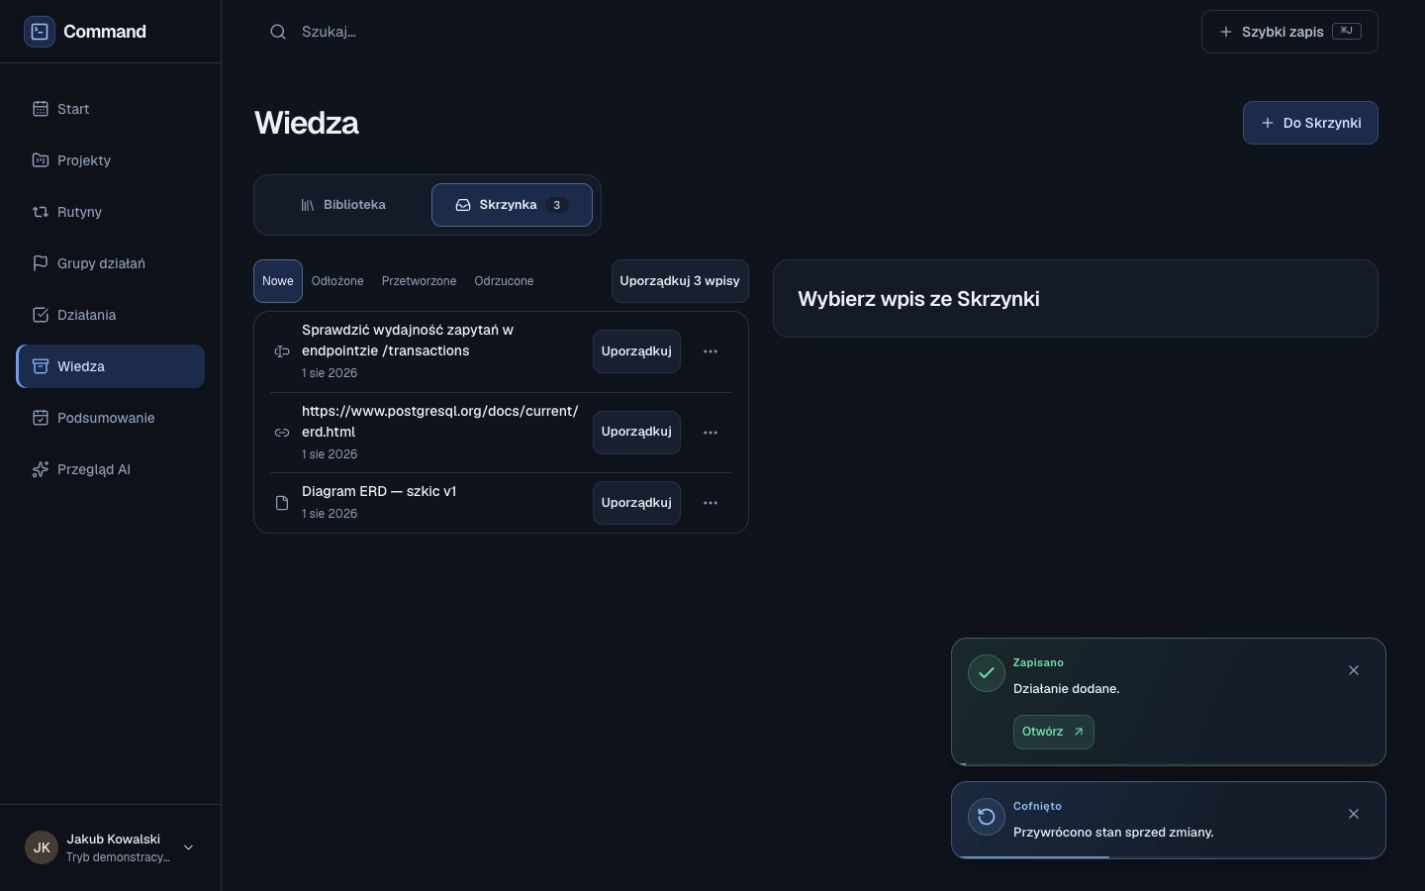 Command
Szukaj...
Szybki zapis
⌘J
Start
Projekty
Rutyny
Grupy działań
Działania
Wiedza
Podsumowanie
Przegląd AI
Wiedza
Do Skrzynki
Biblioteka
Skrzynka 3
Nowe
Odłożone
Przetworzone
Odrzucone
Uporządkuj 3 wpisy
Sprawdzić wydajność zapytań w
endpointzie /transactions
1 sie 2026
Uporządkuj
https://www.postgresql.org/docs/current/
erd.html
1 sie 2026
Uporządkuj
Diagram ERD — szkic v1
1 sie 2026
Uporządkuj
Wybierz wpis ze Skrzynki
Zapisano
Działanie dodane.
Otwórz
Cofnięto
Przywrócono stan sprzed zmiany.
JK
Jakub Kowalski
Tryb demonstracy...